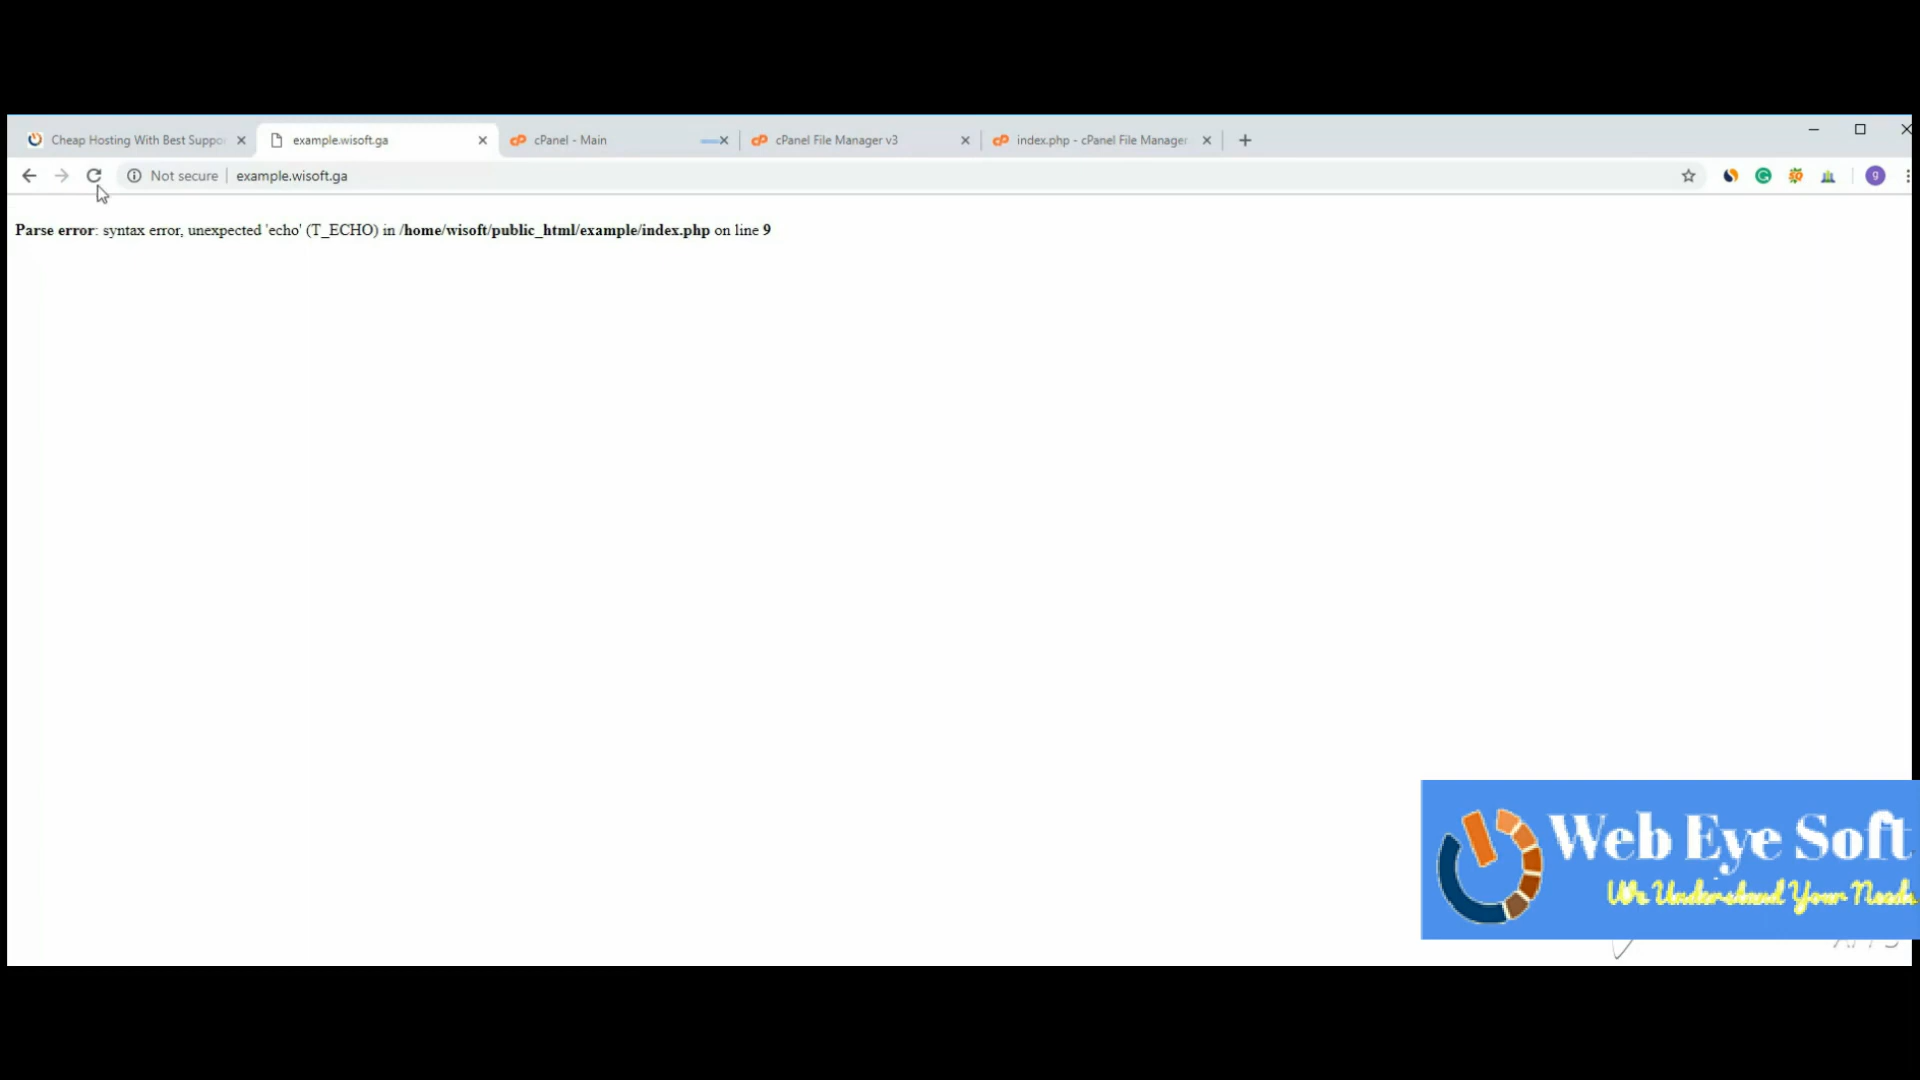 Cheap Hosting With Best Suppo
example.wisoft.ga
cPanel - Main
cPanel File Manager v3
index.php - cPanel File Manager
Not secure
example.wisoft.ga
g
Parse error: syntax error, unexpected 'echo' (T_ECHO) in /home/wisoft/public_html/example/index.php on line 9
Web Eye Soft
We Understand Your Needs